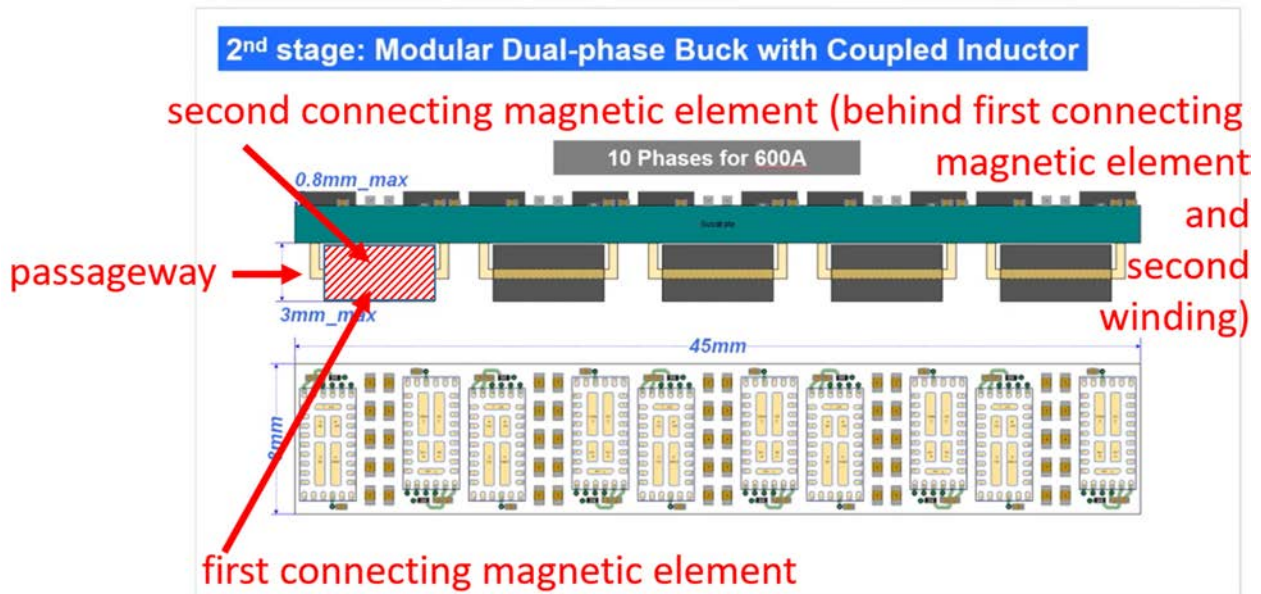 2nd stage: Modular Dual-phase Buck with Coupled Inductor
second connecting magnetic element (behind first connecting
magnetic element
and
second
winding)
10 Phases for 600A
0.8mm_max
Substrate
passageway
3mm_max
45mm
8mm
first connecting magnetic element